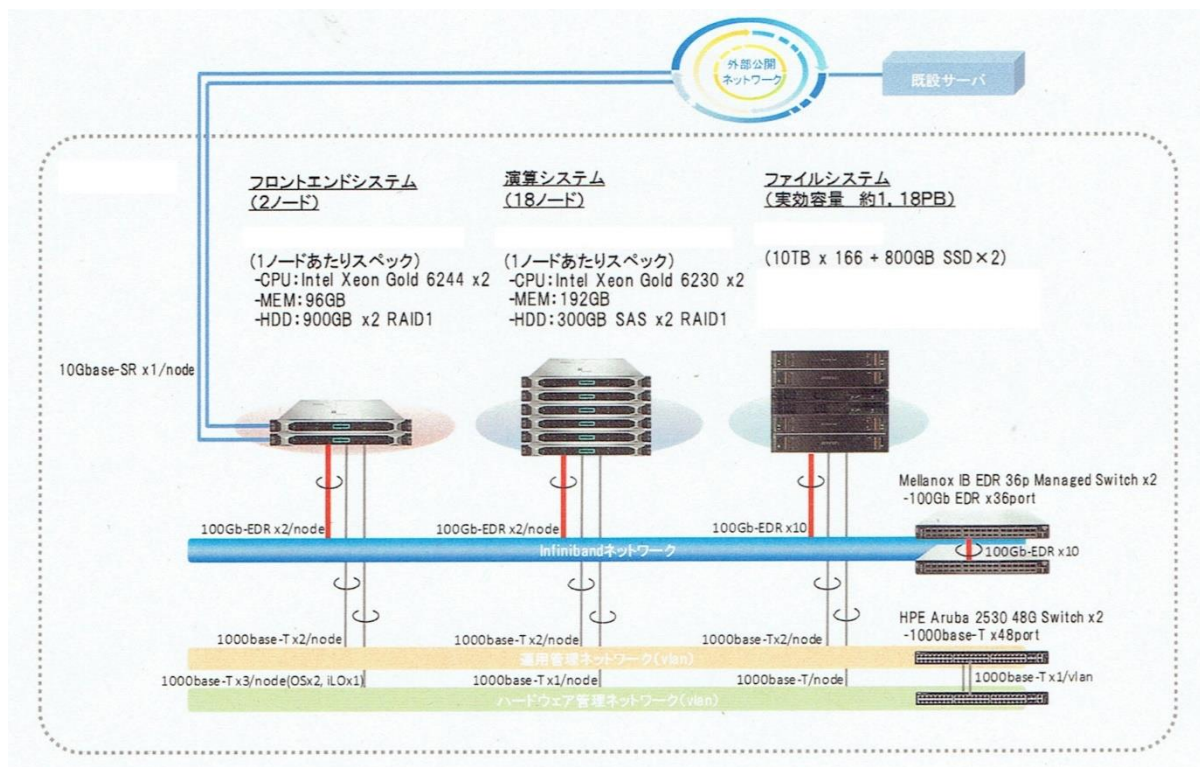 外部公開
ネットワーク
既設サーバ
フロントエンドシステム
(2ノード)
(1ノードあたりスペック)
-CPU:Intel Xeon Gold 6244 x2
-MEM:96GB
-HDD:900GB x2 RAID1
演算システム
(18ノード)
(1ノードあたりスペック)
-CPU:Intel Xeon Gold 6230 x2
-MEM:192GB
-HDD:300GB SAS x2 RAID1
ファイルシステム
(実効容量 約1, 18PB)
(10TB x 166 + 800GB SSD×2)
10Gbase-SR x1/node
Mellanox IB EDR 36p Managed Switch x2
-100Gb EDR x36port
100Gb-EDR x2/node
100Gb-EDR x2/node
100Gb-EDR x10
Infinibandネットワーク
100Gb-EDR x10
HPE Aruba 2530 48G Switch x2
-1000base-T x48port
1000base-T x2/node
1000base-T x2/node
1000base-Tx2/node
運用管理ネットワーク(vlan)
1000base-T x3/node(OSx2, iLOx1)
1000base-T x1/node
1000base-T/node
1000base-T x1/vlan
ハードウェア管理ネットワーク(vlan)